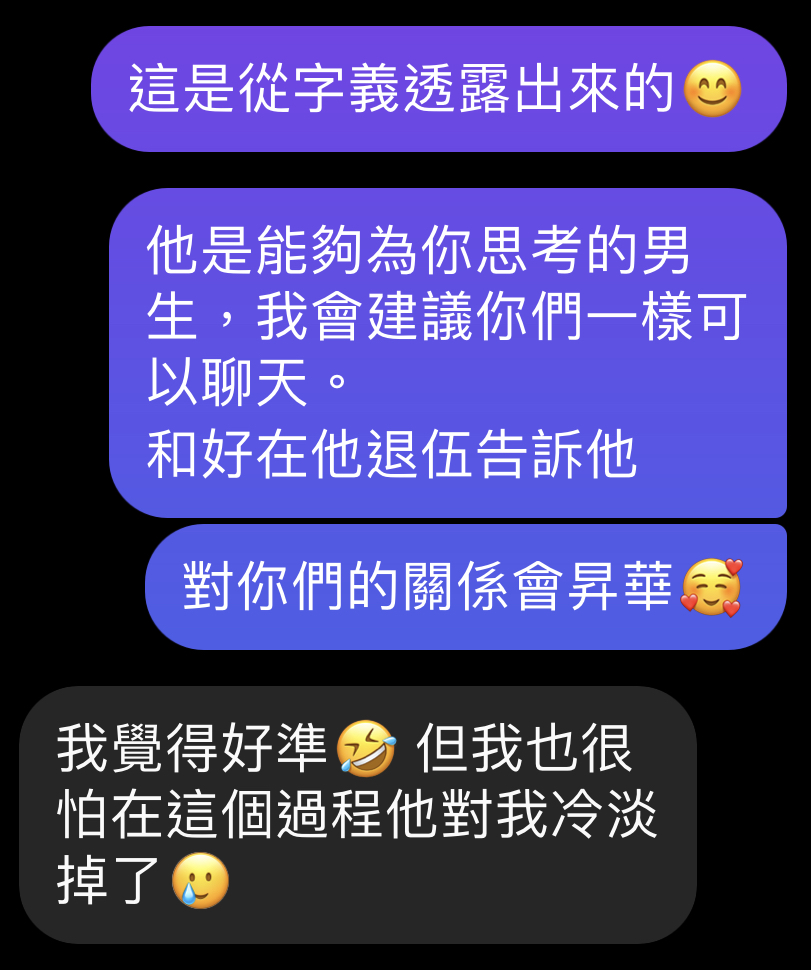 這是從字義透露出來的😊
他是能夠為你思考的男
生，我會建議你們一樣可
以聊天。
和好在他退伍告訴他
對你們的關係會昇華🥰
我覺得好準🤣 但我也很
怕在這個過程他對我冷淡
掉了🥲